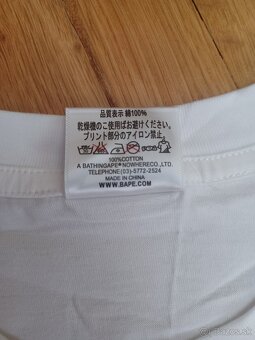 品質表示 綿100%
乾燥機のご使用はお避けください。
プリント部分のアイロン禁止。
100%COTTON
A BATHINGAPE® NOWHERE CO., LTD.
TELEPHONE(03)-5772-2524
MADE IN CHINA
WWW.BAPE.COM